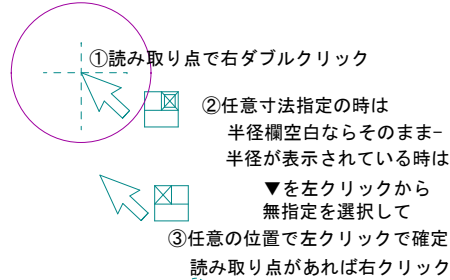 ①読み取り点で右ダブルクリック
②任意寸法指定の時は
半径欄空白ならそのまま−
半径が表示されている時は
▼を左クリックから
無指定を選択して
③任意の位置で左クリックで確定
読み取り点があれば右クリック